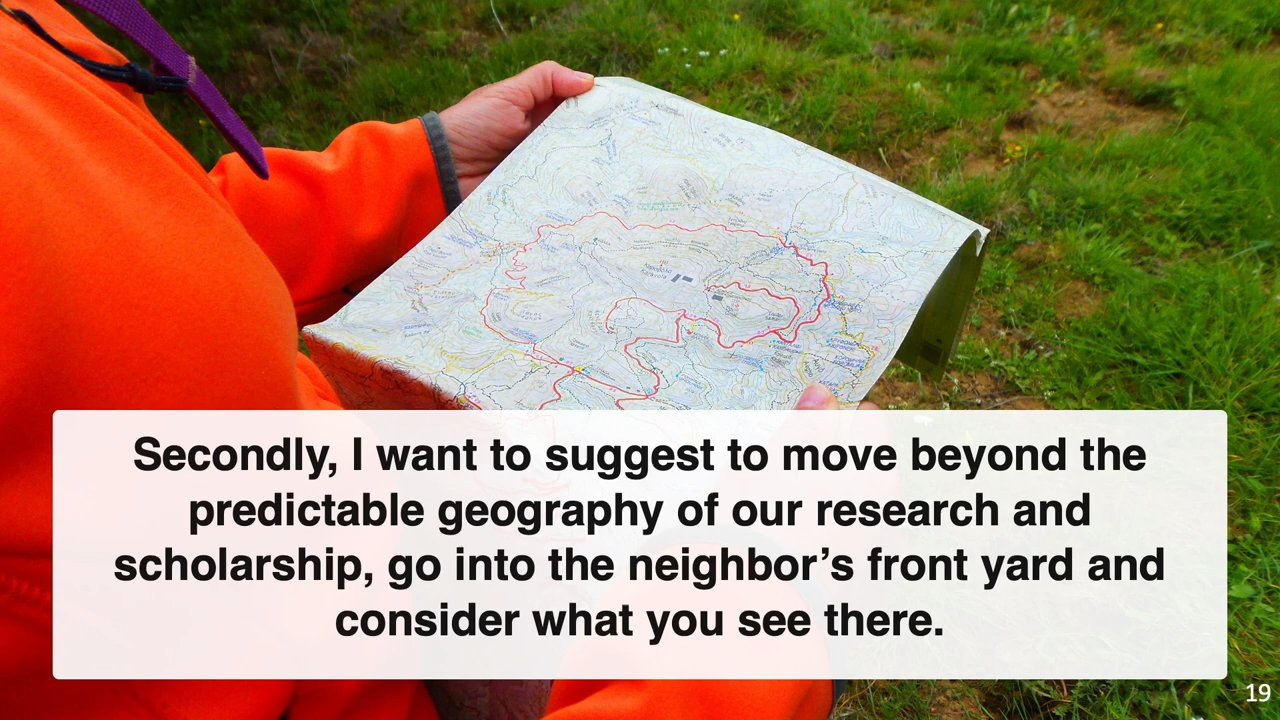 Secondly, I want to suggest to move beyond the
predictable geography of our research and
scholarship, go into the neighbor’s front yard and
consider what you see there.
19